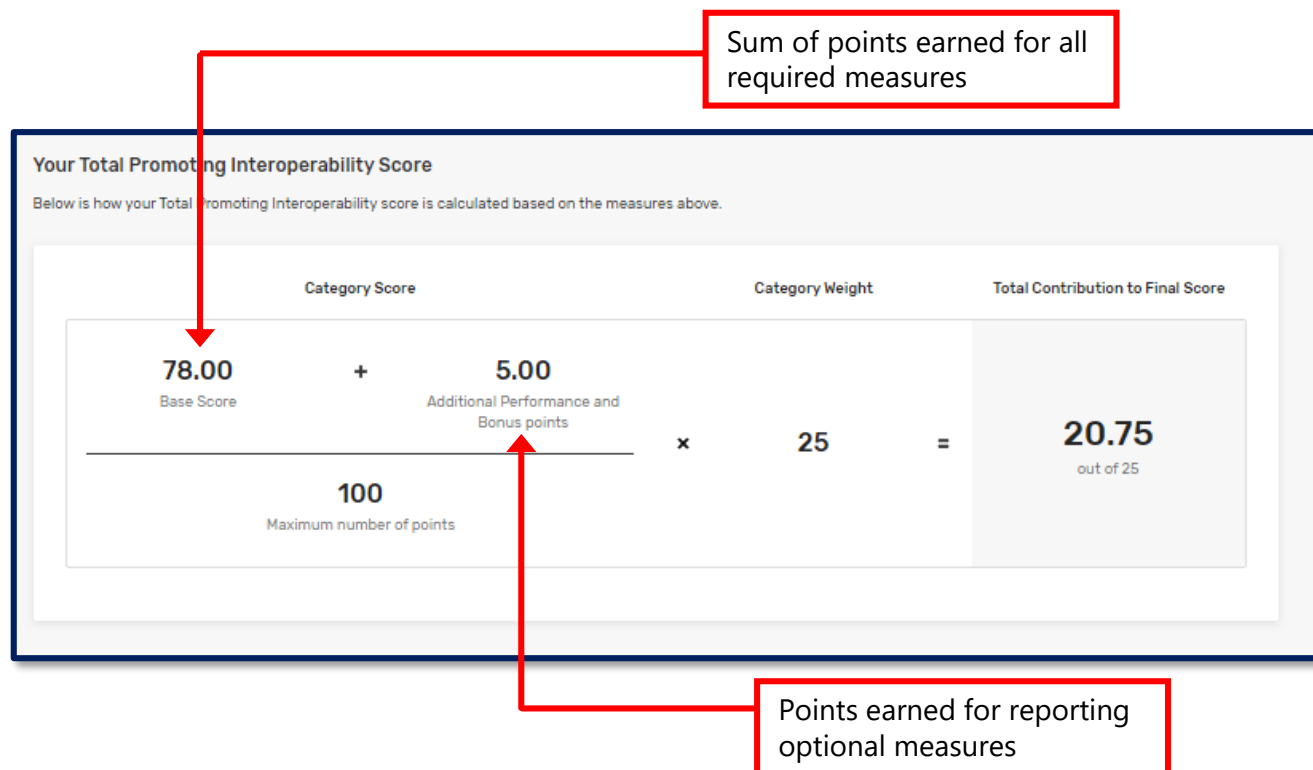 Sum of points earned for all
required measures
Your Total Promoting Interoperability Score
Below is how your Total Promoting Interoperability score is calculated based on the measures above.
Category Score
Category Weight
Total Contribution to Final Score
78.00
+
5.00
Base Score
Additional Performance and
Bonus points
×
25
=
20.75
out of 25
100
Maximum number of points
Points earned for reporting
optional measures